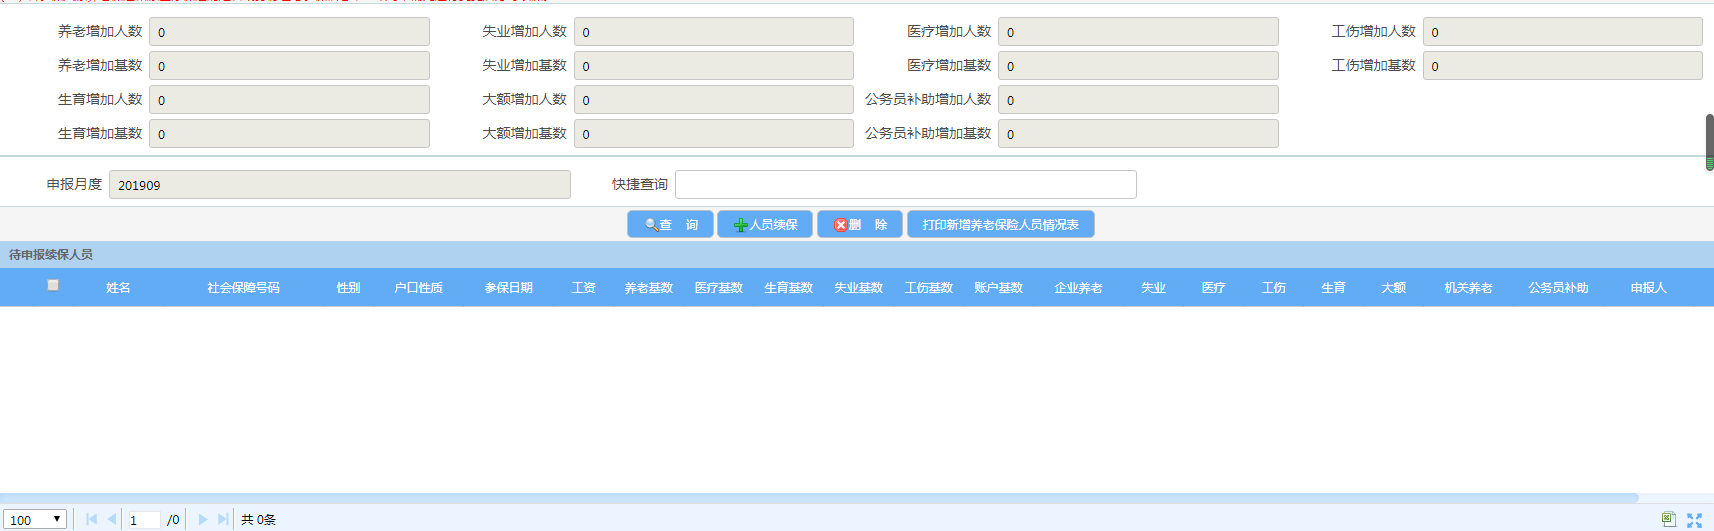 养老增加人数 0 失业增加人数 0 医疗增加人数 0 工伤增加人数 0
养老增加基数 0 失业增加基数 0 医疗增加基数 0 工伤增加基数 0
生育增加人数 0 大额增加人数 0 公务员补助增加人数 0
生育增加基数 0 大额增加基数 0 公务员补助增加基数 0
申报月度 201909 快捷查询
查 询 人员续保 删 除 打印新增养老保险人员情况表
待申报续保人员
姓名 社会保障号码 性别 户口性质 参保日期 工资 养老基数 医疗基数 生育基数 失业基数 工伤基数 账户基数 企业养老 失业 医疗 工伤 生育 大额 机关养老 公务员补助 申报人
100 1 /0 共 0条